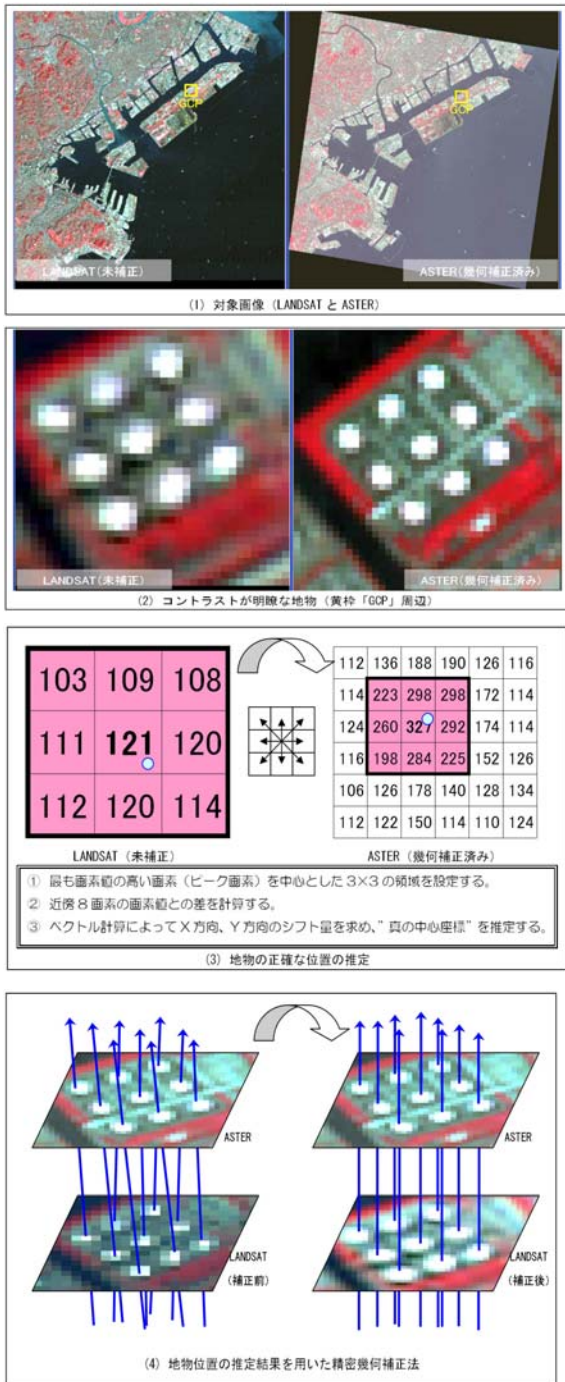 GCP
GCP
LANDSAT(未補正)
ASTER(幾何補正済み)
(1) 対象画像 (LANDSAT と ASTER)
LANDSAT(未補正)
ASTER(幾何補正済み)
(2) コントラストが明瞭な地物 (黄枠「GCP」周辺)
103 109 108
111 121 120
112 120 114
112 136 188 190 126 116
114 223 298 298 172 114
124 260 327 292 174 114
116 198 284 225 152 126
106 126 178 140 128 134
112 122 150 114 110 124
LANDSAT (未補正)
ASTER (幾何補正済み)
① 最も画素値の高い画素(ピーク画素)を中心とした3×3の領域を設定する。
② 近傍8画素の画素値との差を計算する。
③ ベクトル計算によってX方向、Y方向のシフト量を求め、"真の中心座標"を推定する。
(3) 地物の正確な位置の推定
ASTER
ASTER
LANDSAT
(補正前)
LANDSAT
(補正後)
(4) 地物位置の推定結果を用いた精密幾何補正法